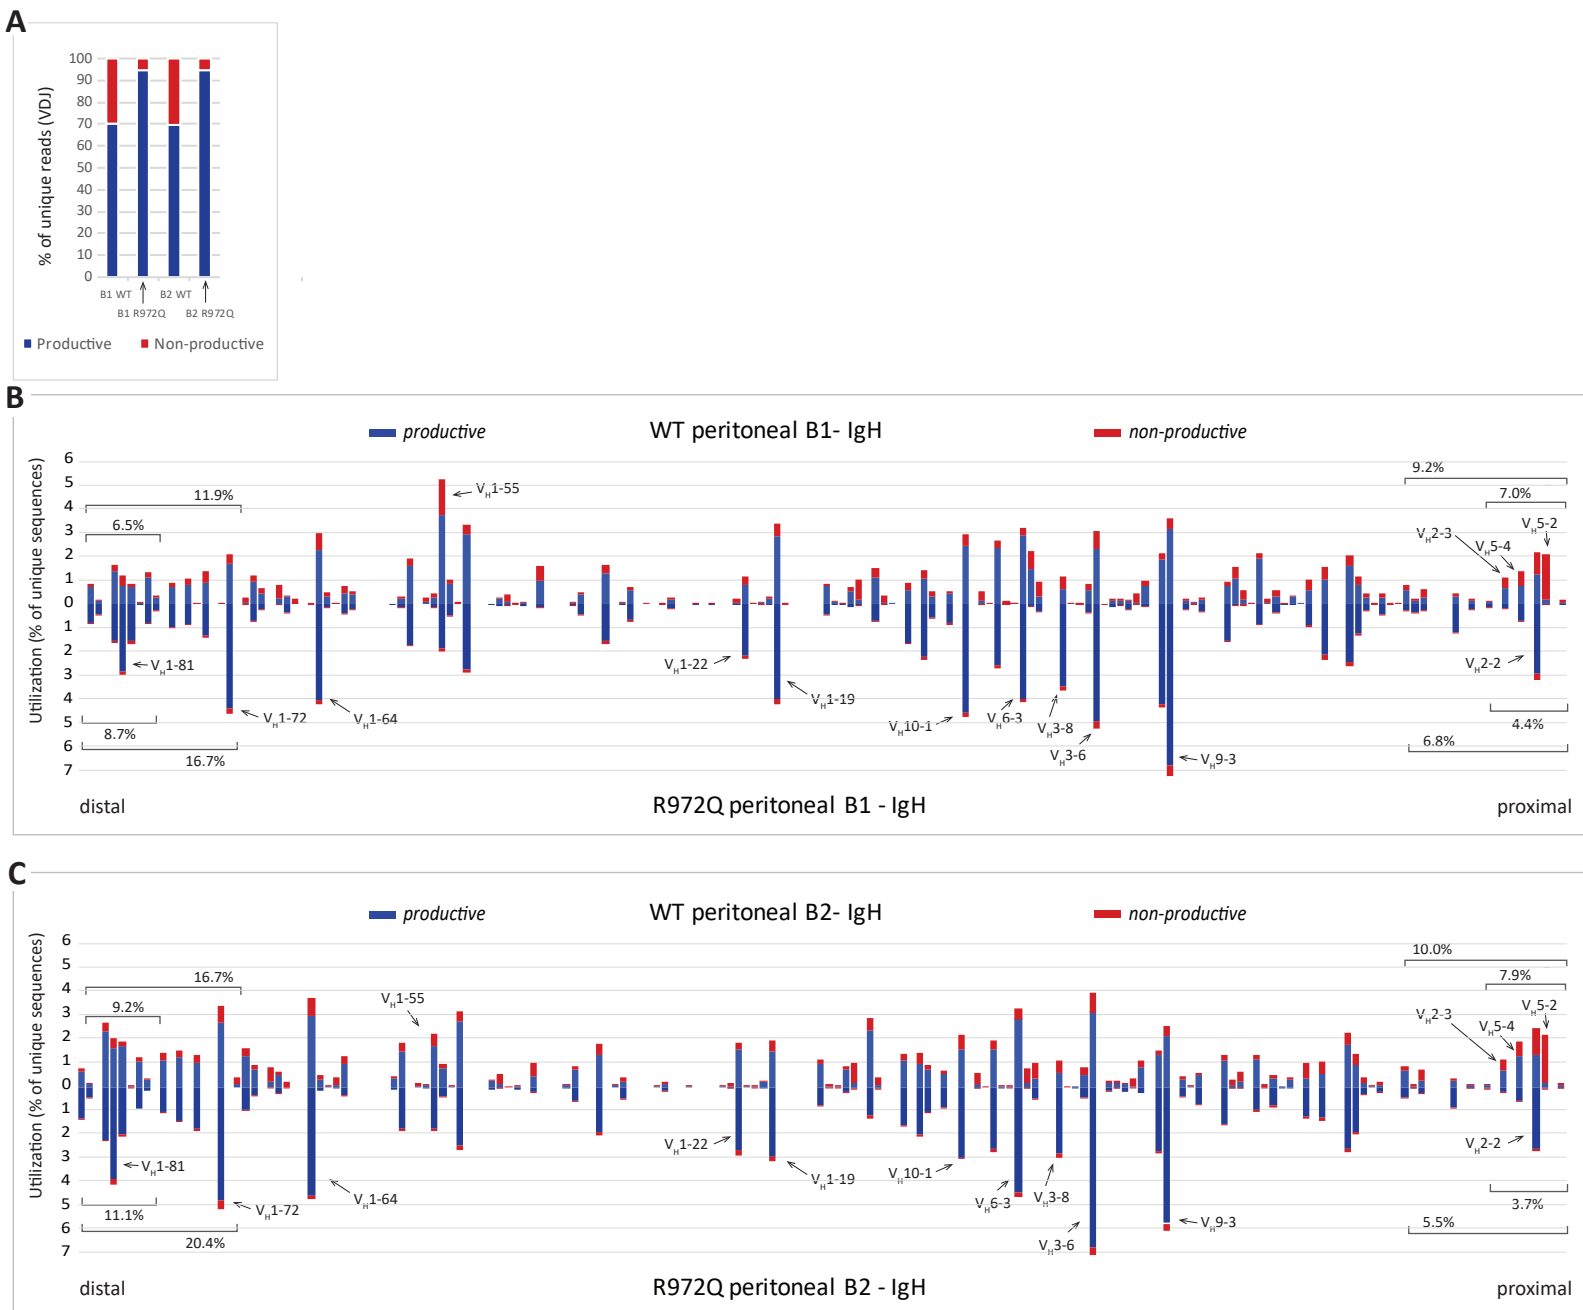 A
% of unique reads (VDJ)
100
90
80
70
60
50
40
30
20
10
0
B1 WT
B2 WT
B1 R972Q
B2 R972Q
Productive
Non-productive
B
productive
WT peritoneal B1- IgH
non-productive
Utilization (% of unique sequences)
6
5
4
3
2
1
0
1
2
3
4
5
6
7
11.9%
6.5%
VH1-55
9.2%
7.0%
VH5-2
VH2-3
VH5-4
VH1-81
VH1-72
VH1-64
VH1-22
VH1-19
VH10-1
VH6-3
VH3-8
VH3-6
VH9-3
VH2-2
8.7%
16.7%
4.4%
6.8%
distal
R972Q peritoneal B1 - IgH
proximal
C
productive
WT peritoneal B2- IgH
non-productive
Utilization (% of unique sequences)
6
5
4
3
2
1
0
1
2
3
4
5
6
7
16.7%
9.2%
VH1-55
10.0%
7.9%
VH5-2
VH2-3
VH5-4
VH1-81
VH1-72
VH1-64
VH1-22
VH1-19
VH10-1
VH6-3
VH3-8
VH3-6
VH9-3
VH2-2
11.1%
20.4%
3.7%
5.5%
distal
R972Q peritoneal B2 - IgH
proximal